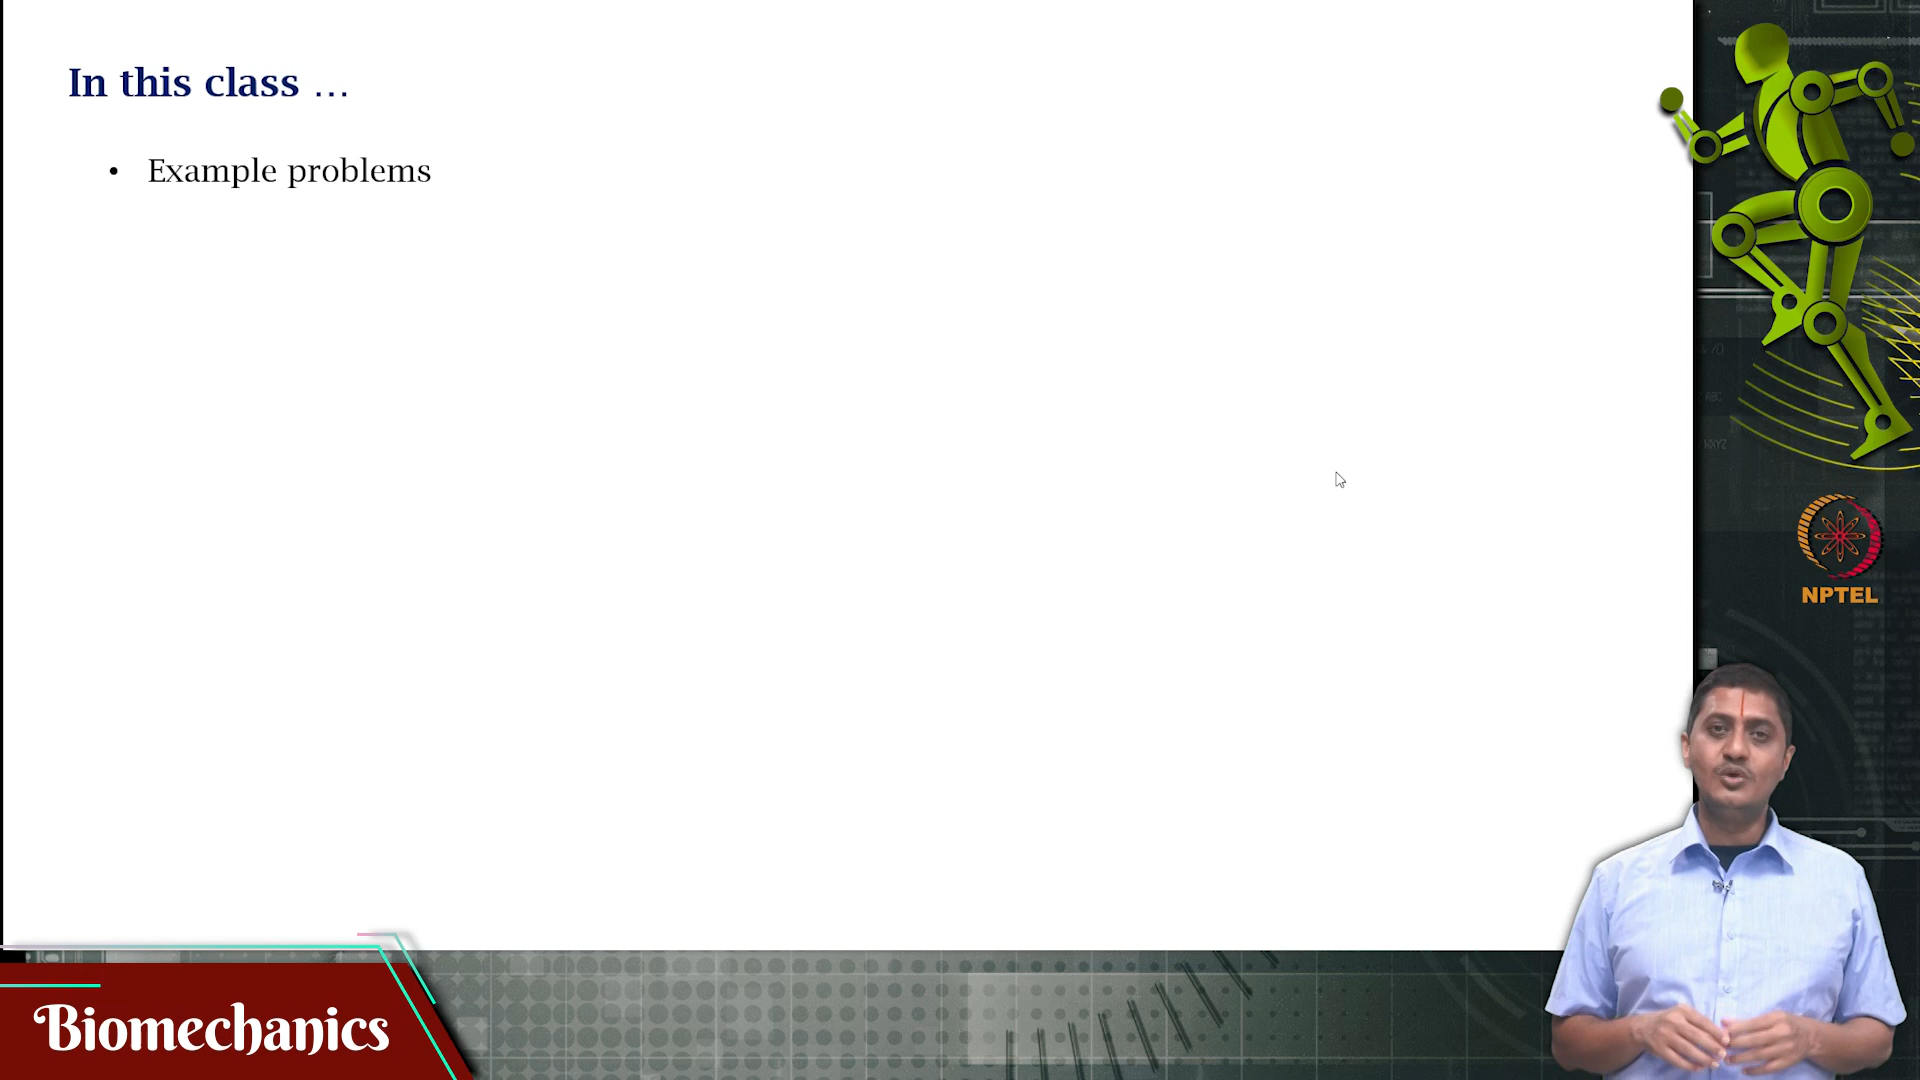 In this class …
• Example problems
NPTEL
Biomechanics